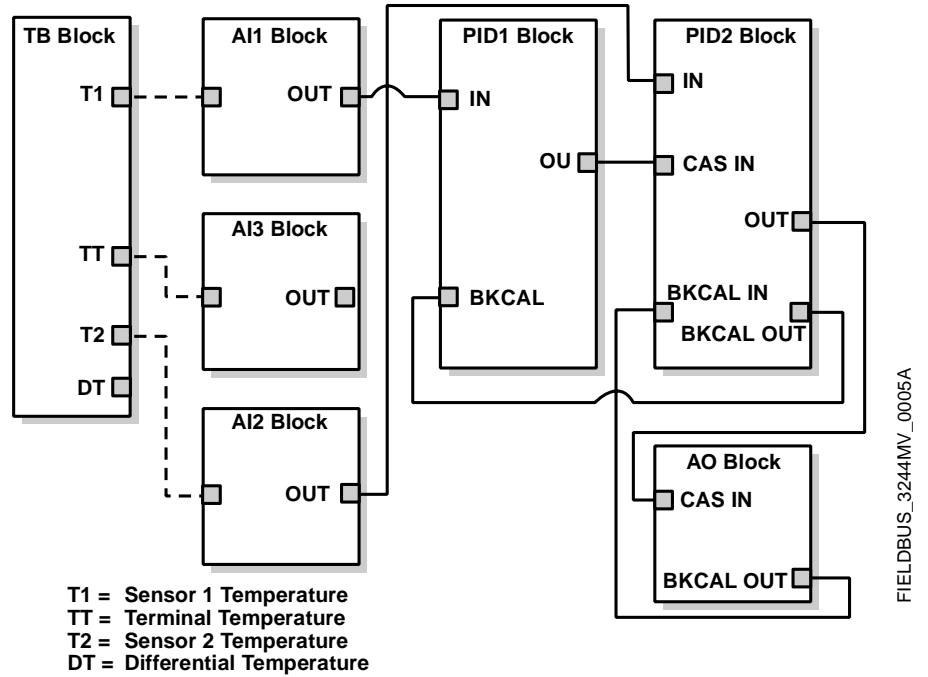 TB Block
T1
TT
T2
DT
AI1 Block
OUT
AI3 Block
OUT
AI2 Block
OUT
PID1 Block
IN
OU
BKCAL
PID2 Block
IN
CAS IN
OUT
BKCAL IN
BKCAL OUT
AO Block
CAS IN
BKCAL OUT
T1 = Sensor 1 Temperature
TT = Terminal Temperature
T2 = Sensor 2 Temperature
DT = Differential Temperature
FIELDBUS_3244MV_0005A